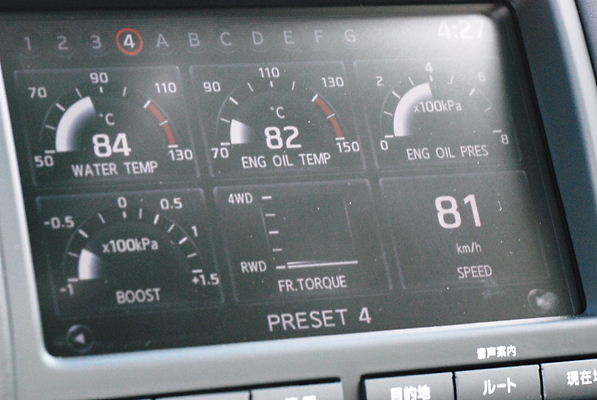 1 2 3 4 A B C D E F G 4:27
70 90 110 50 130 °C 84 WATER TEMP
90 110 130 70 150 °C 82 ENG OIL TEMP
2 4 6 0 8 x100kPa ENG OIL PRES
-0.5 0 0.5 1 -1 +1.5 x100kPa BOOST
4WD RWD FR.TORQUE
81 km/h SPEED
PRESET 4
音声案内
目的地 ルート 現在地